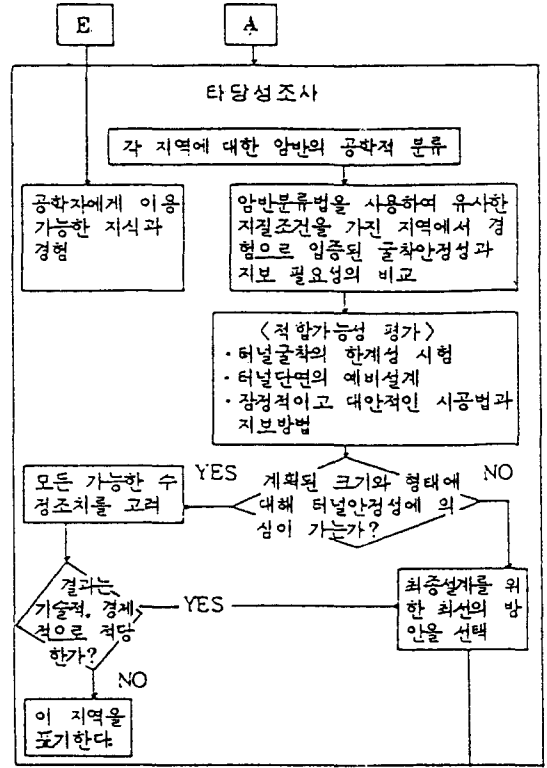 E
A
타당성조사
각 지역에 대한 암반의 공학적 분류
공학자에게 이용
가능한 지식과
경험
암반분류법을 사용하여 유사한
지질조건을 가진 지역에서 경
험으로 입증된 굴착안정성과
지보 필요성의 비교
〈적합가능성 평가〉
·터널굴착의 한계성 시험
·터널단면의 예비설계
·잠정적이고 대안적인 시공법과
지보방법
YES
NO
모든 가능한 수
정조치를 고려
계획된 크기와 형태에
대해 터널안정성에 의
심이 가는가?
결과는
기술적, 경제
적으로 적당
한가?
YES
최종설계를 위
한 최선의 방
안을 선택
NO
이 지역을
포기한다.